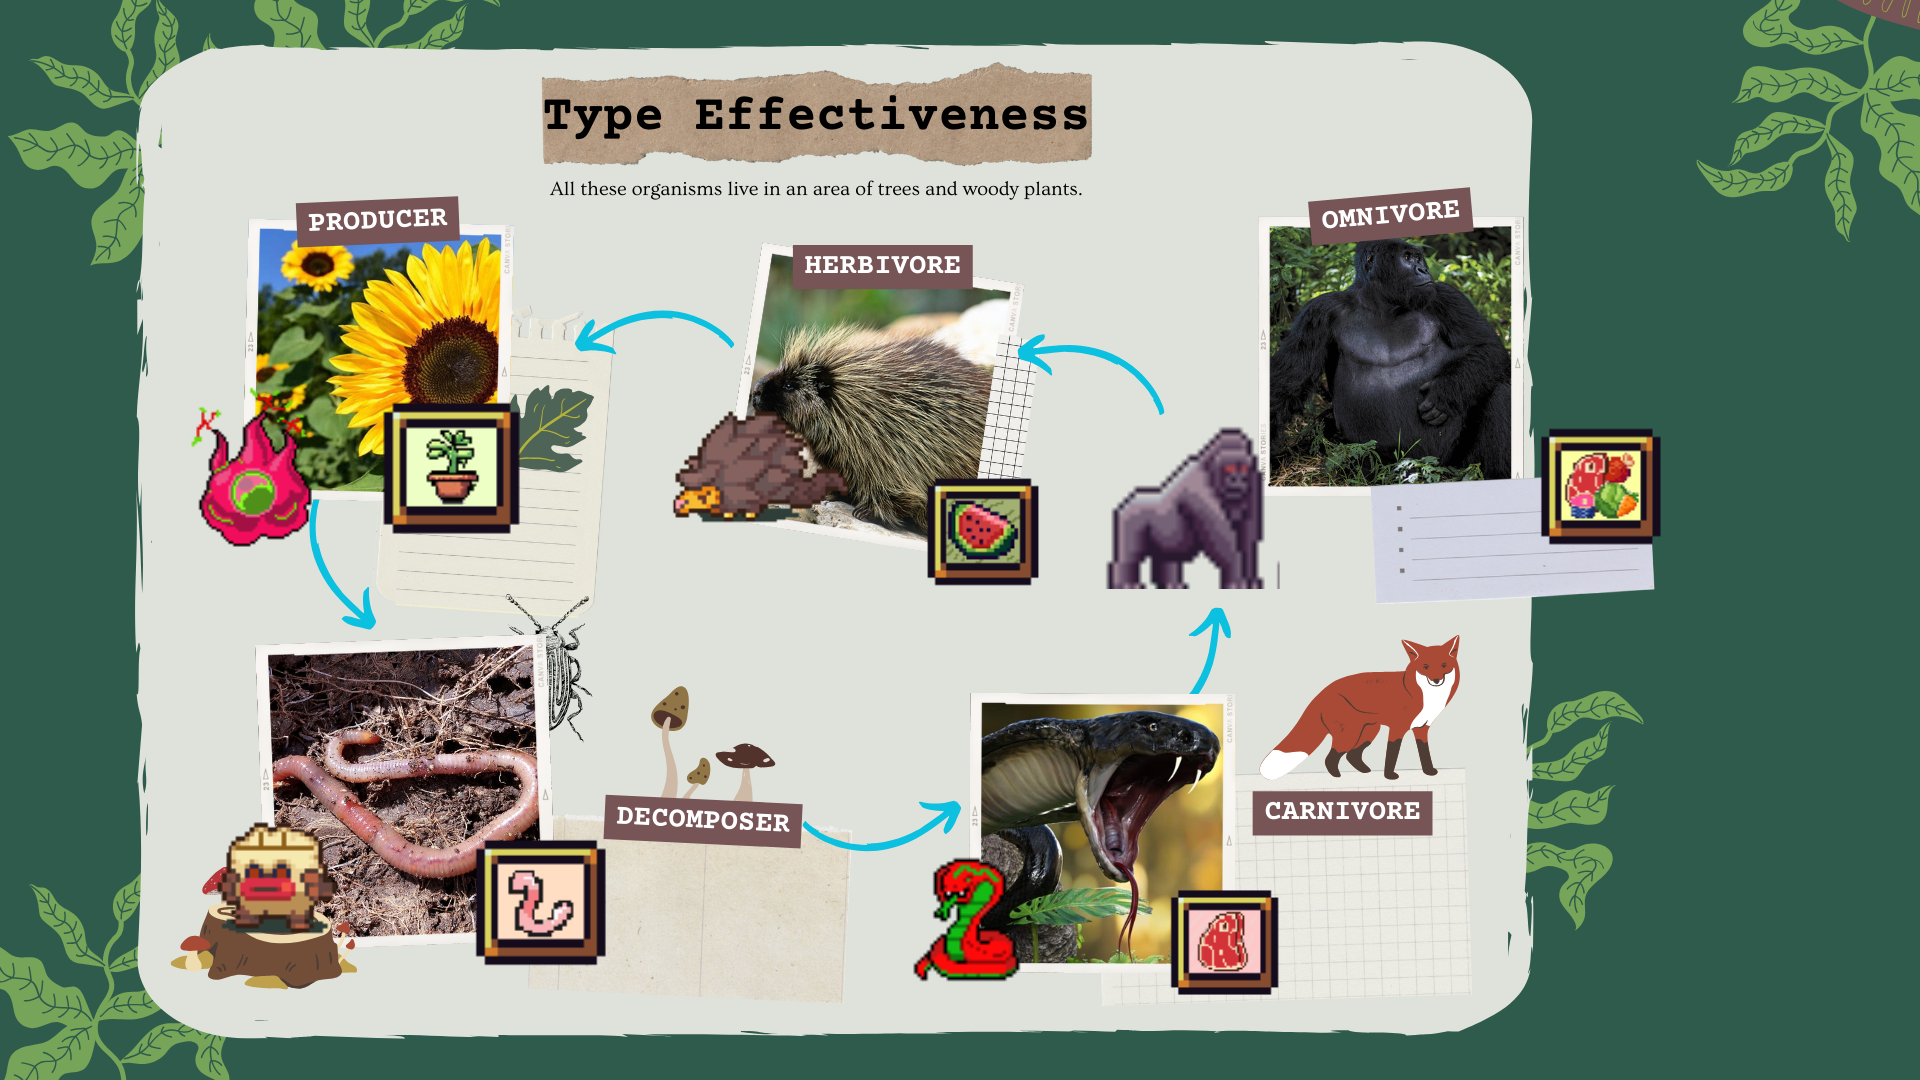 Type Effectiveness
All these organisms live in an area of trees and woody plants.
PRODUCER
HERBIVORE
OMNIVORE
DECOMPOSER
CARNIVORE